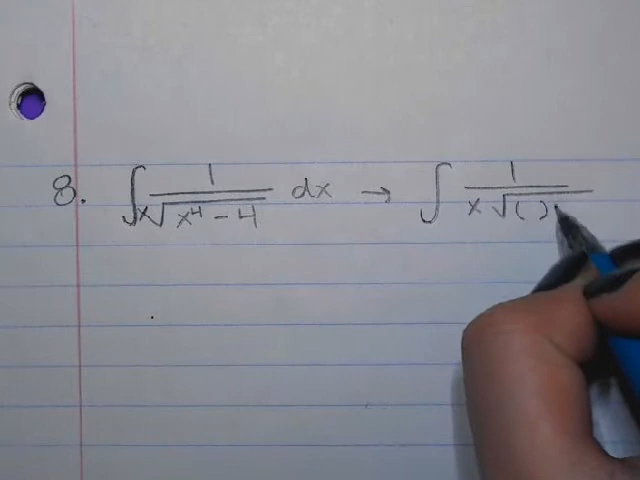 8. ∫ 1/(x√(x⁴ - 4)) dx → ∫ 1/(x√( )